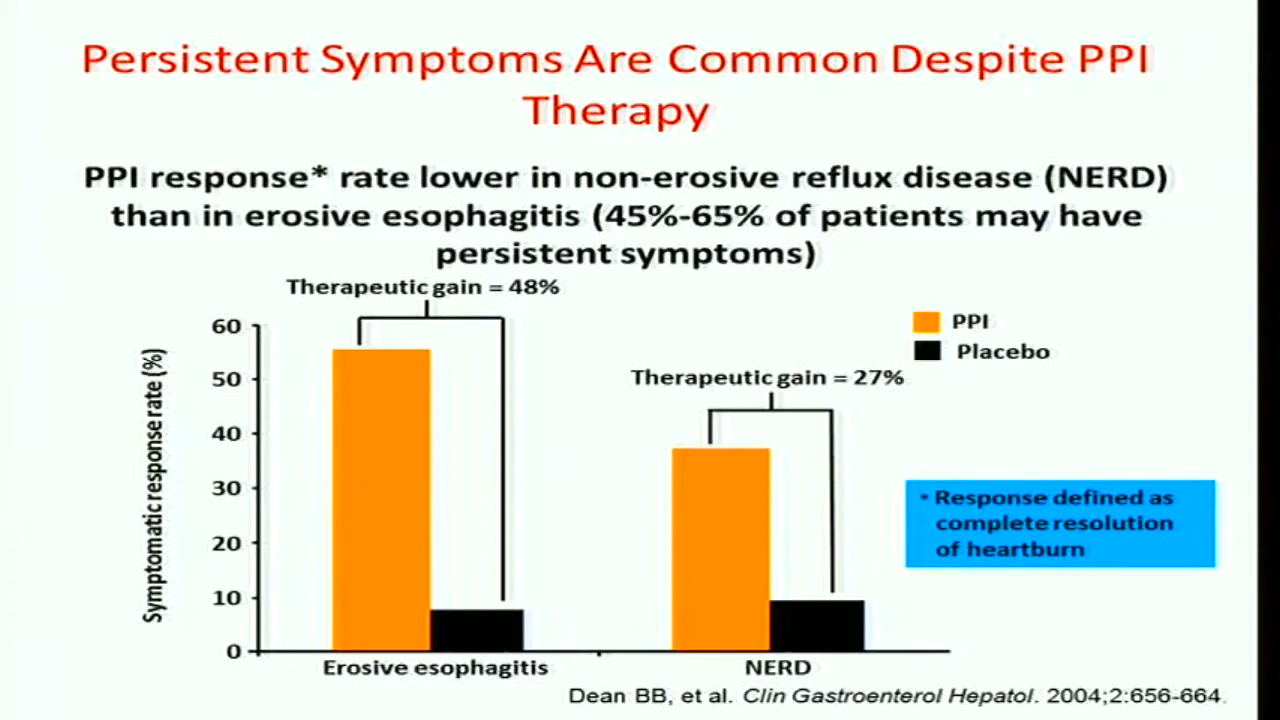 Persistent Symptoms Are Common Despite PPI
Therapy
PPI response* rate lower in non-erosive reflux disease (NERD)
than in erosive esophagitis (45%-65% of patients may have
persistent symptoms)
Therapeutic gain = 48%
Therapeutic gain = 27%
PPI
Placebo
Symptomatic response rate (%)
60
50
40
30
20
10
0
* Response defined as
complete resolution
of heartburn
Erosive esophagitis
NERD
Dean BB, et al. Clin Gastroenterol Hepatol. 2004;2:656-664.